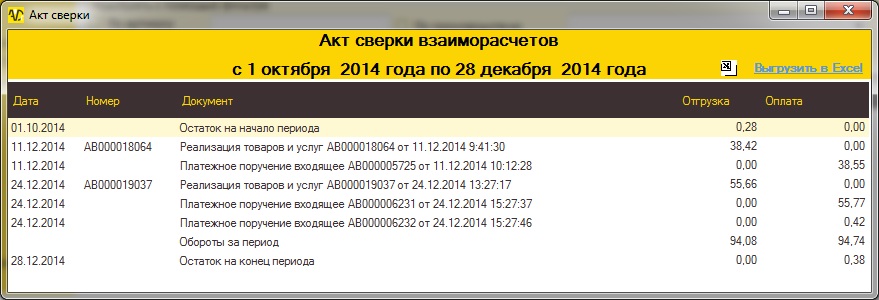 Акт сверки
Акт сверки взаиморасчетов
с 1 октября 2014 года по 28 декабря 2014 года
Выгрузить в Excel
Дата Номер Документ Отгрузка Оплата
01.10.2014 Остаток на начало периода 0,28 0,00
11.12.2014 АВ000018064 Реализация товаров и услуг АВ000018064 от 11.12.2014 9:41:30 38,42 0,00
11.12.2014 Платежное поручение входящее АВ000005725 от 11.12.2014 10:12:28 0,00 38,55
24.12.2014 АВ000019037 Реализация товаров и услуг АВ000019037 от 24.12.2014 13:27:17 55,66 0,00
24.12.2014 Платежное поручение входящее АВ000006231 от 24.12.2014 15:27:37 0,00 55,77
24.12.2014 Платежное поручение входящее АВ000006232 от 24.12.2014 15:27:46 0,00 0,42
Обороты за период 94,08 94,74
28.12.2014 Остаток на конец периода 0,00 0,38